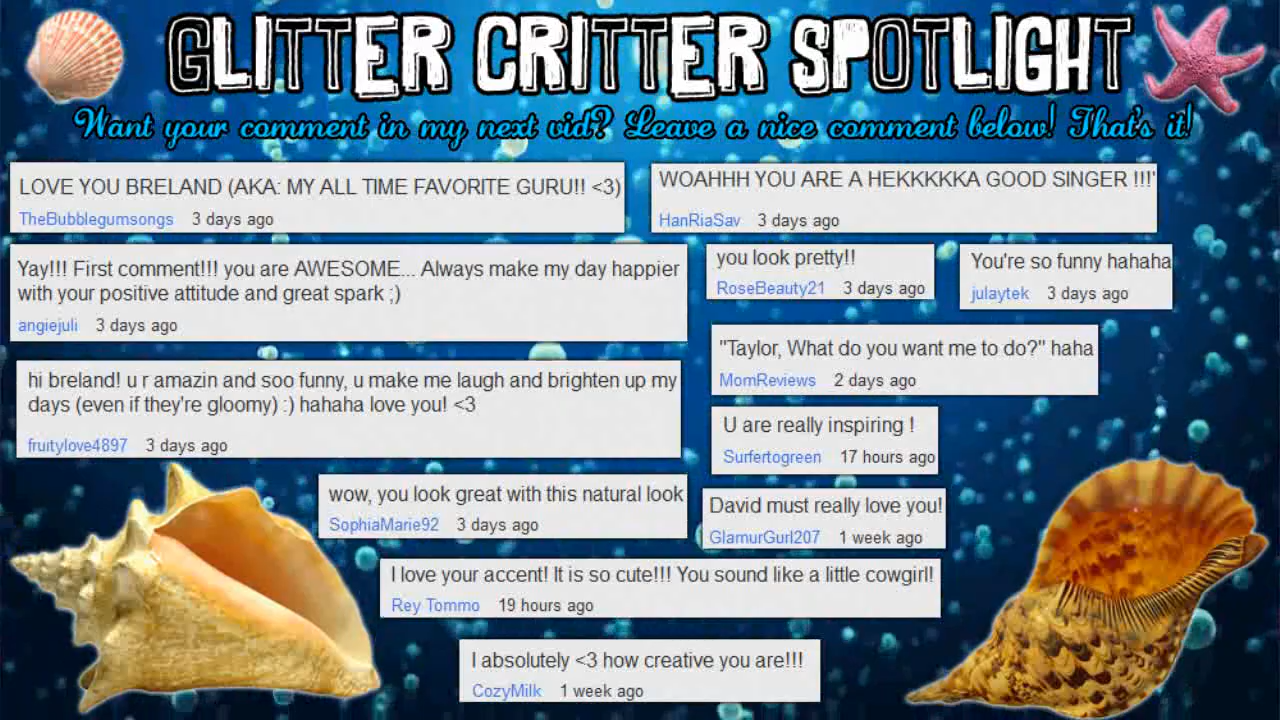 GLITTER CRITTER SPOTLIGHT
Want your comment in my next vid? Leave a nice comment below! That's it!
LOVE YOU BRELAND (AKA: MY ALL TIME FAVORITE GURU!! <3)
TheBubblegumsongs 3 days ago
WOAHHH YOU ARE A HEKKKKKA GOOD SINGER !!!'
HanRiaSav 3 days ago
Yay!!! First comment!!! you are AWESOME... Always make my day happier
with your positive attitude and great spark ;)
angiejuli 3 days ago
you look pretty!!
RoseBeauty21 3 days ago
You're so funny hahaha
julaytek 3 days ago
"Taylor, What do you want me to do?" haha
MomReviews 2 days ago
hi breland! u r amazin and soo funny, u make me laugh and brighten up my
days (even if they're gloomy) :) hahaha love you! <3
fruitylove4897 3 days ago
U are really inspiring !
Surfertogreen 17 hours ago
wow, you look great with this natural look
SophiaMarie92 3 days ago
David must really love you!
GlamurGurl207 1 week ago
I love your accent! It is so cute!!! You sound like a little cowgirl!
Rey Tommo 19 hours ago
I absolutely <3 how creative you are!!!
CozyMilk 1 week ago